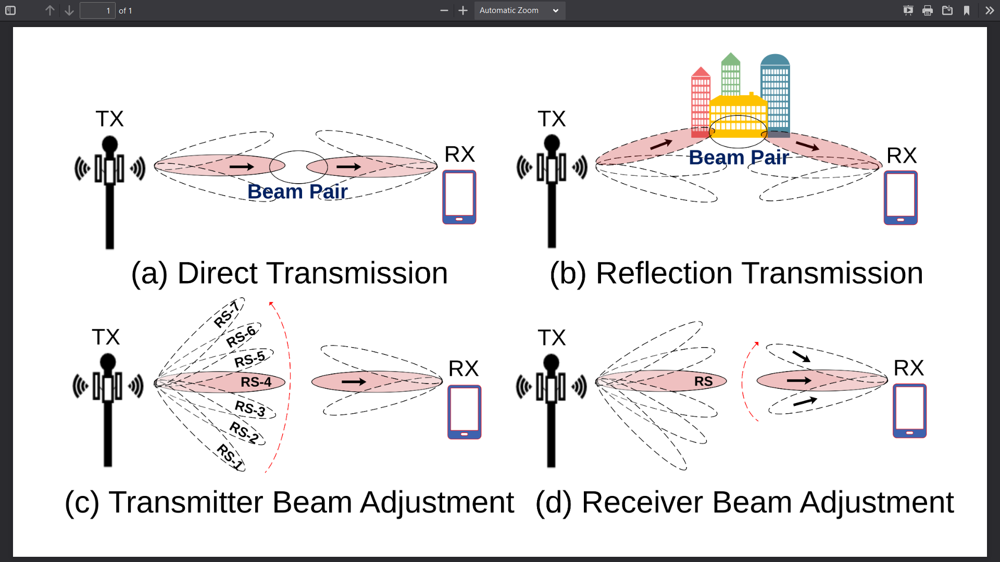 1 of 1
Automatic Zoom
TX
RX
Beam Pair
(a) Direct Transmission
TX
RX
Beam Pair
(b) Reflection Transmission
TX
RS-7
RS-6
RS-5
RS-4
RS-3
RS-2
RS-1
RX
(c) Transmitter Beam Adjustment
TX
RS
RX
(d) Receiver Beam Adjustment